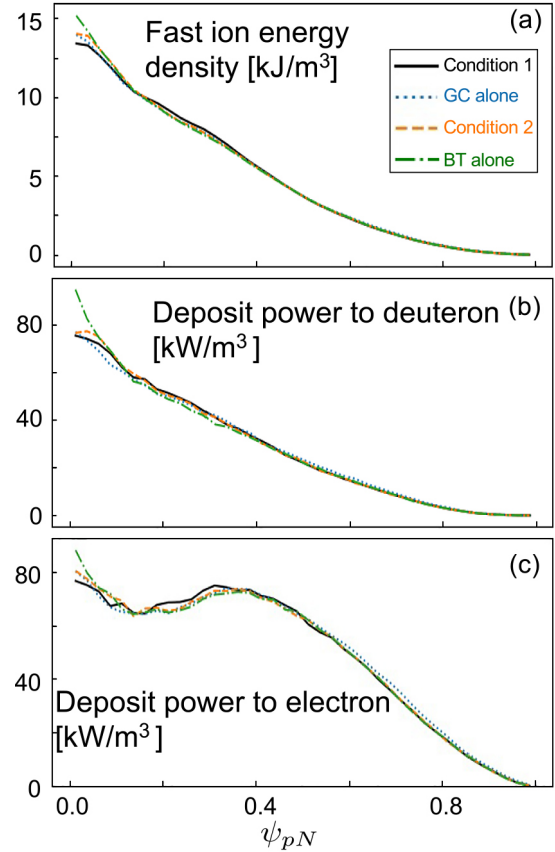 15
10
5
0
(a)
Fast ion energy
density [kJ/m³]
Condition 1
GC alone
Condition 2
BT alone
80
40
0
(b)
Deposit power to deuteron
[kW/m³]
80
40
0
(c)
Deposit power to electron
[kW/m³]
0.0 0.4 0.8
ψpN